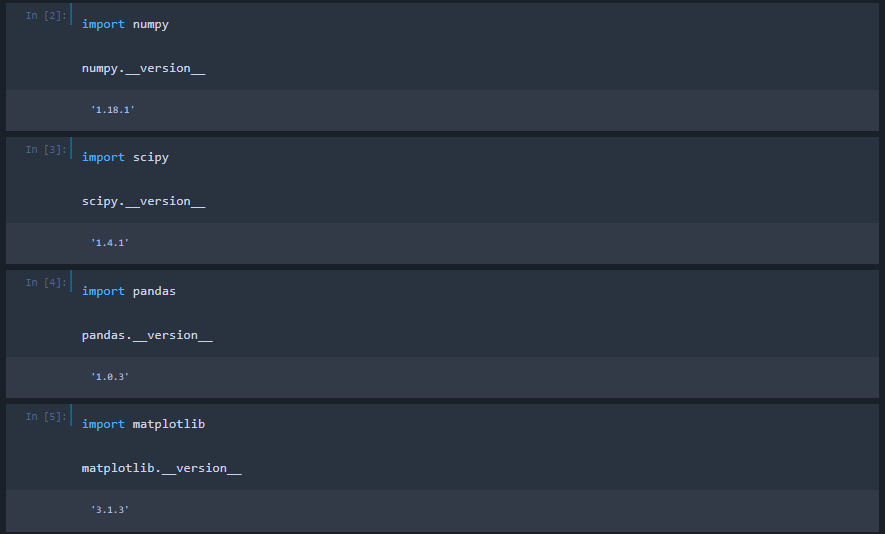 In [2]:
import numpy
numpy.__version__
'1.18.1'
In [3]:
import scipy
scipy.__version__
'1.4.1'
In [4]:
import pandas
pandas.__version__
'1.0.3'
In [5]:
import matplotlib
matplotlib.__version__
'3.1.3'